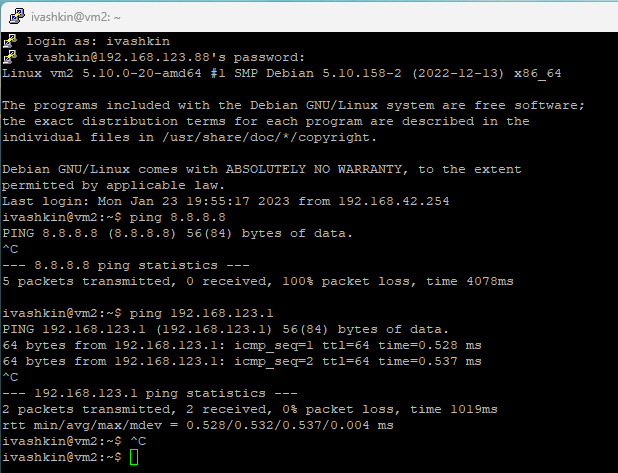 ivashkin@vm2: ~
login as: ivashkin
ivashkin@192.168.123.88's password:
Linux vm2 5.10.0-20-amd64 #1 SMP Debian 5.10.158-2 (2022-12-13) x86_64
The programs included with the Debian GNU/Linux system are free software;
the exact distribution terms for each program are described in the
individual files in /usr/share/doc/*/copyright.
Debian GNU/Linux comes with ABSOLUTELY NO WARRANTY, to the extent
permitted by applicable law.
Last login: Mon Jan 23 19:55:17 2023 from 192.168.42.254
ivashkin@vm2:~$ ping 8.8.8.8
PING 8.8.8.8 (8.8.8.8) 56(84) bytes of data.
^C
--- 8.8.8.8 ping statistics ---
5 packets transmitted, 0 received, 100% packet loss, time 4078ms
ivashkin@vm2:~$ ping 192.168.123.1
PING 192.168.123.1 (192.168.123.1) 56(84) bytes of data.
64 bytes from 192.168.123.1: icmp_seq=1 ttl=64 time=0.528 ms
64 bytes from 192.168.123.1: icmp_seq=2 ttl=64 time=0.537 ms
^C
--- 192.168.123.1 ping statistics ---
2 packets transmitted, 2 received, 0% packet loss, time 1019ms
rtt min/avg/max/mdev = 0.528/0.532/0.537/0.004 ms
ivashkin@vm2:~$ ^C
ivashkin@vm2:~$